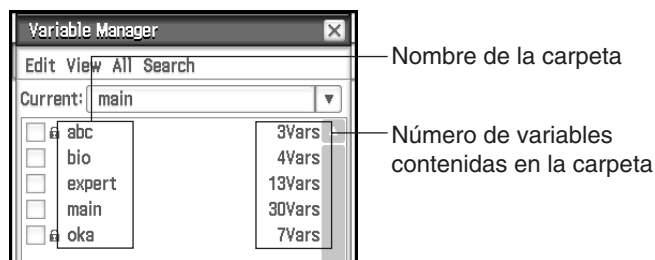 Variable Manager
Edit View All Search
Current: main
abc 3Vars
bio 4Vars
expert 13Vars
main 30Vars
oka 7Vars
Nombre de la carpeta
Número de variables
contenidas en la carpeta